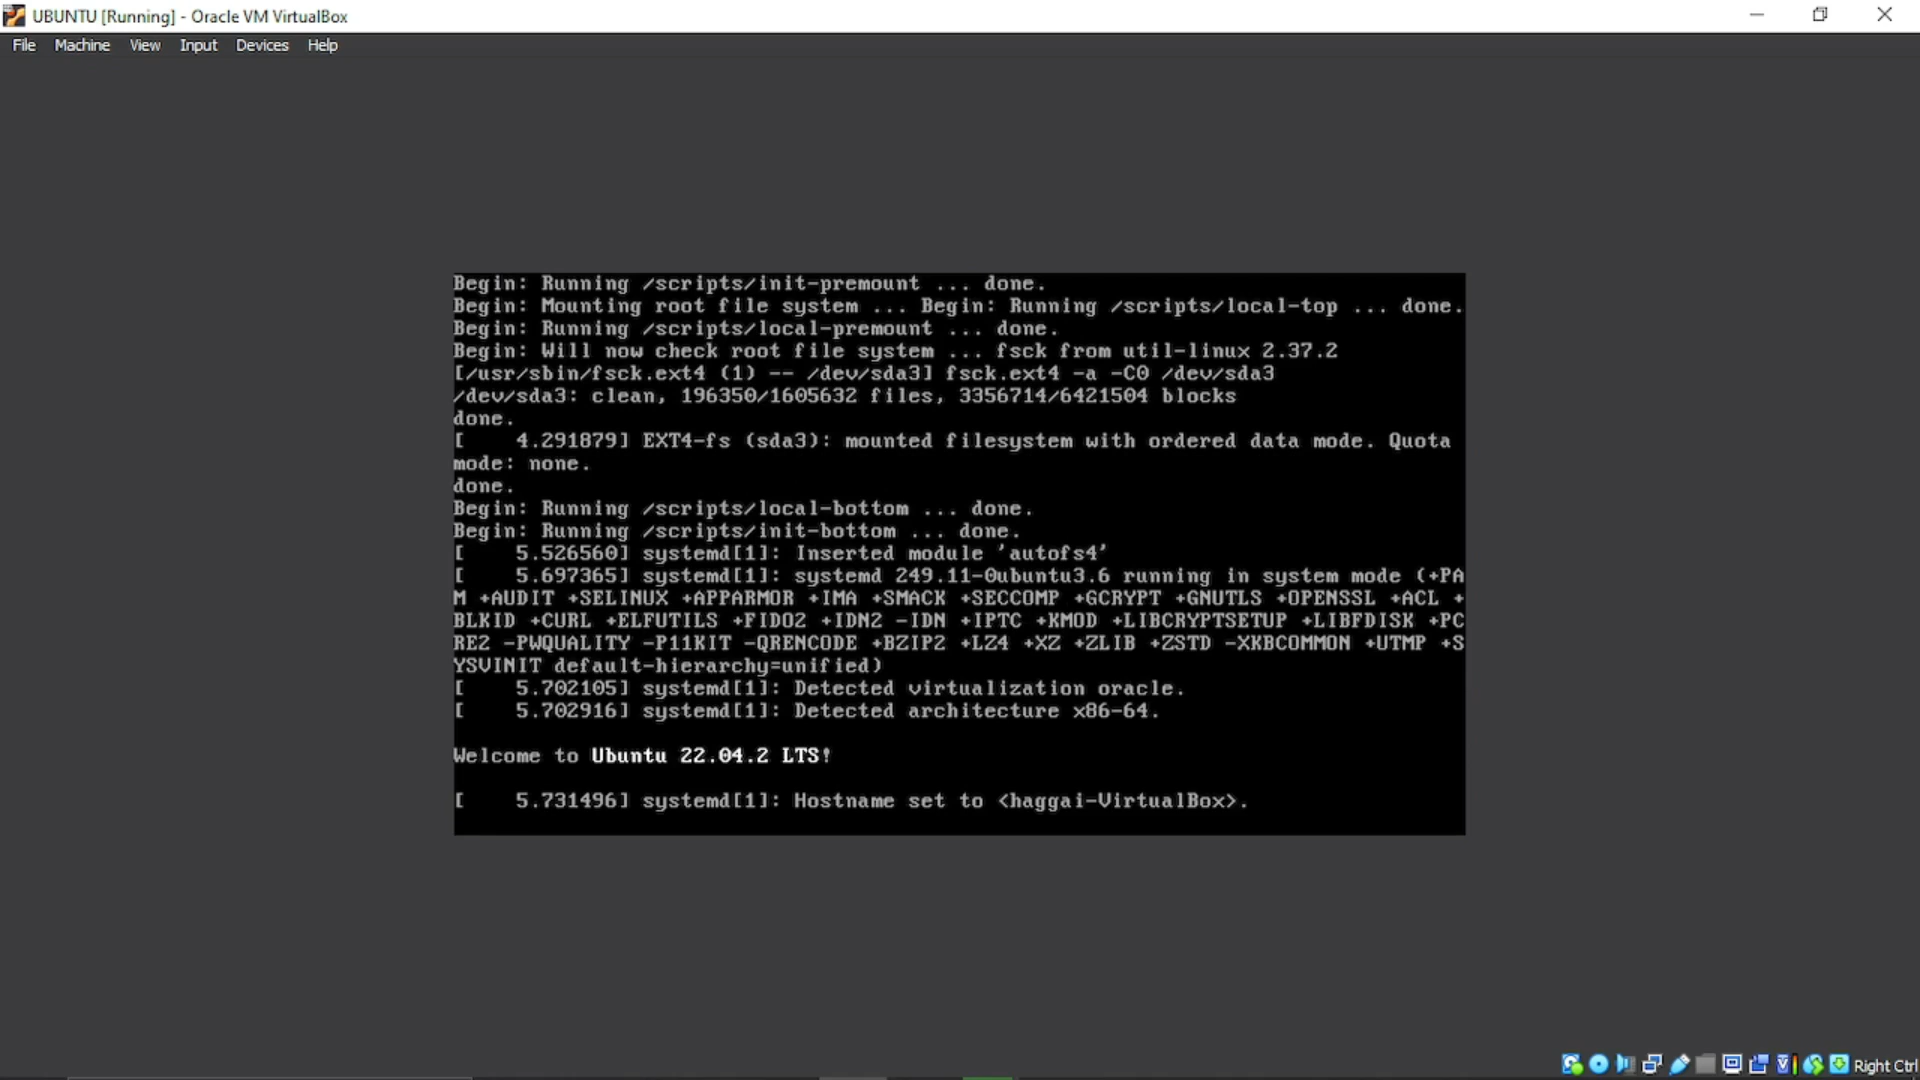 UBUNTU [Running] - Oracle VM VirtualBox
File Machine View Input Devices Help
Begin: Running /scripts/init-premount ... done.
Begin: Mounting root file system ... Begin: Running /scripts/local-top ... done.
Begin: Running /scripts/local-premount ... done.
Begin: Will now check root file system ... fsck from util-linux 2.37.2
[/usr/sbin/fsck.ext4 (1) -- /dev/sda3] fsck.ext4 -a -C0 /dev/sda3
/dev/sda3: clean, 196350/1605632 files, 3356714/6421504 blocks
done.
[    4.291879] EXT4-fs (sda3): mounted filesystem with ordered data mode. Quota
mode: none.
done.
Begin: Running /scripts/local-bottom ... done.
Begin: Running /scripts/init-bottom ... done.
[    5.526560] systemd[1]: Inserted module 'autofs4'
[    5.697365] systemd[1]: systemd 249.11-0ubuntu3.6 running in system mode (+PA
M +AUDIT +SELINUX +APPARMOR +IMA +SMACK +SECCOMP +GCRYPT +GNUTLS +OPENSSL +ACL +
BLKID +CURL +ELFUTILS +FIDO2 +IDN2 -IDN +IPTC +KMOD +LIBCRYPTSETUP +LIBFDISK +PC
RE2 -PWQUALITY -P11KIT -QRENCODE +BZIP2 +LZ4 +XZ +ZLIB +ZSTD -XKBCOMMON +UTMP +S
YSVINIT default-hierarchy=unified)
[    5.702105] systemd[1]: Detected virtualization oracle.
[    5.702916] systemd[1]: Detected architecture x86-64.
Welcome to Ubuntu 22.04.2 LTS!
[    5.731496] systemd[1]: Hostname set to <haggai-VirtualBox>.
Right Ctrl